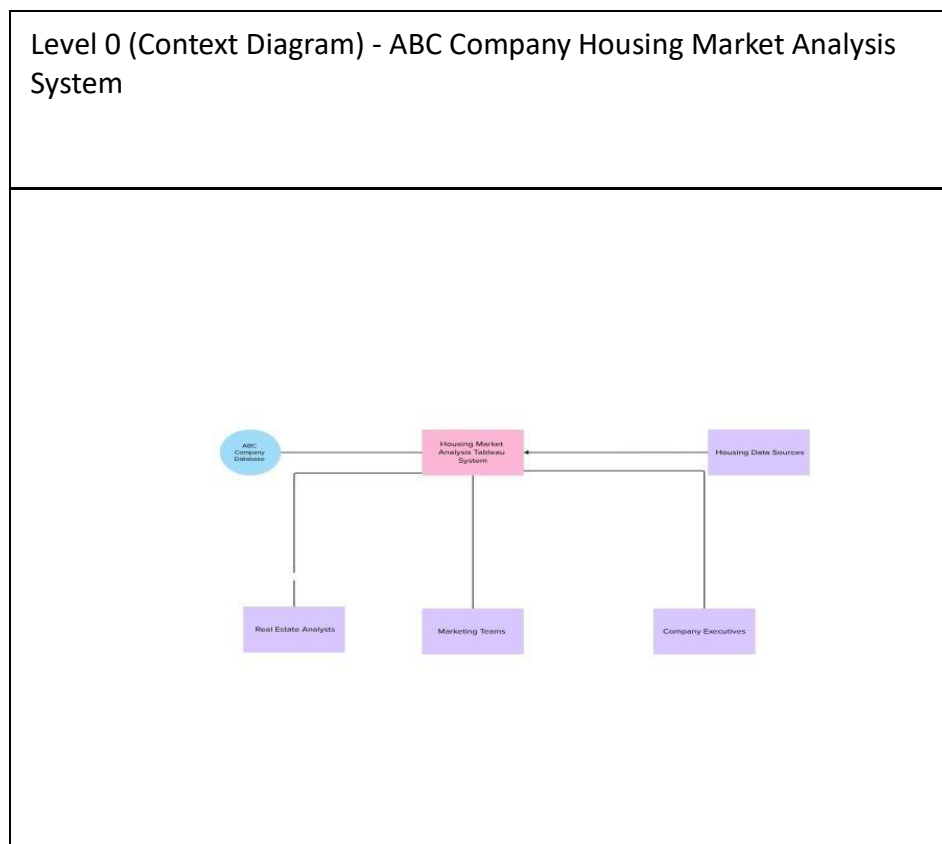 Level 0 (Context Diagram) - ABC Company Housing Market Analysis
System
ABC
Company
Database
Housing Market
Analysis Tableau
System
Housing Data Sources
Real Estate Analysts
Marketing Teams
Company Executives